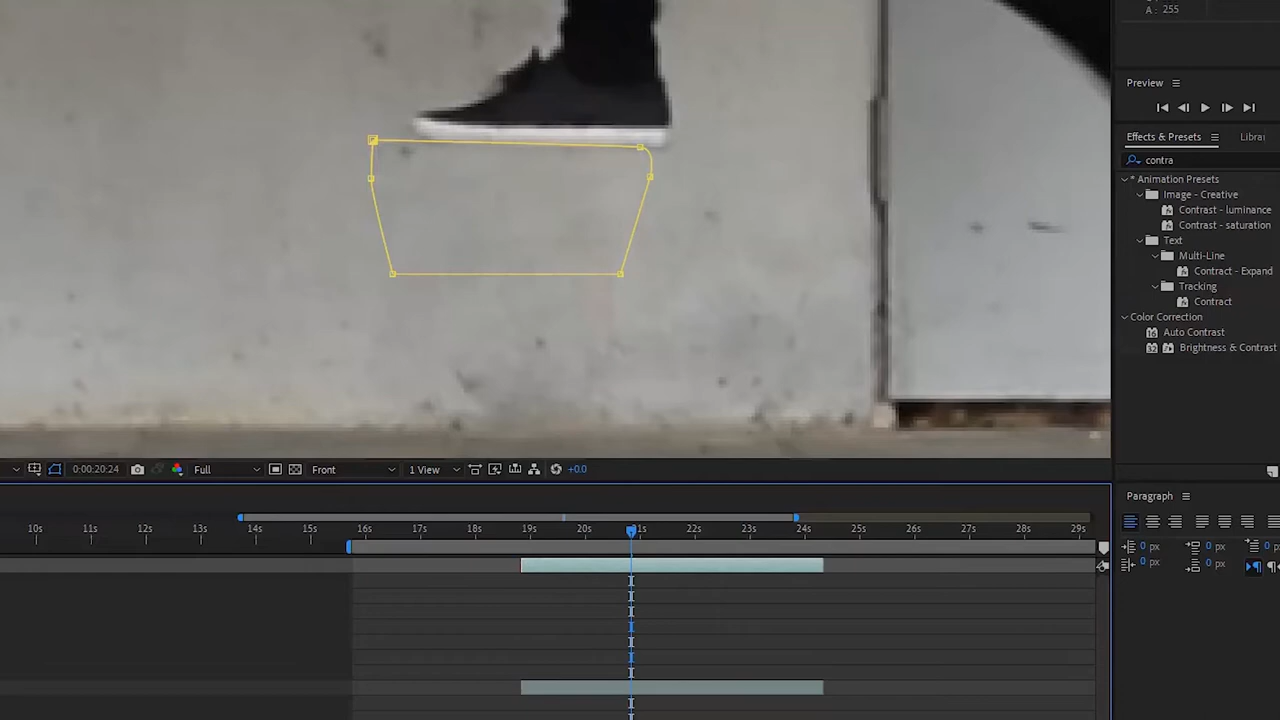 A: 255
Preview
Effects & Presets
contra
* Animation Presets
Image - Creative
Contrast - luminance
Contrast - saturation
Text
Multi-Line
Contract - Expand
Tracking
Contract
Color Correction
16 Auto Contrast
32 Brightness & Contrast
0:00:20:24 Full Front 1 View +0.0
10s 11s 12s 13s 14s 15s 16s 17s 18s 19s 20s 22s 23s 24s 25s 26s 27s 28s 29s
Paragraph
0 px 0 px 0
0 px 0 px